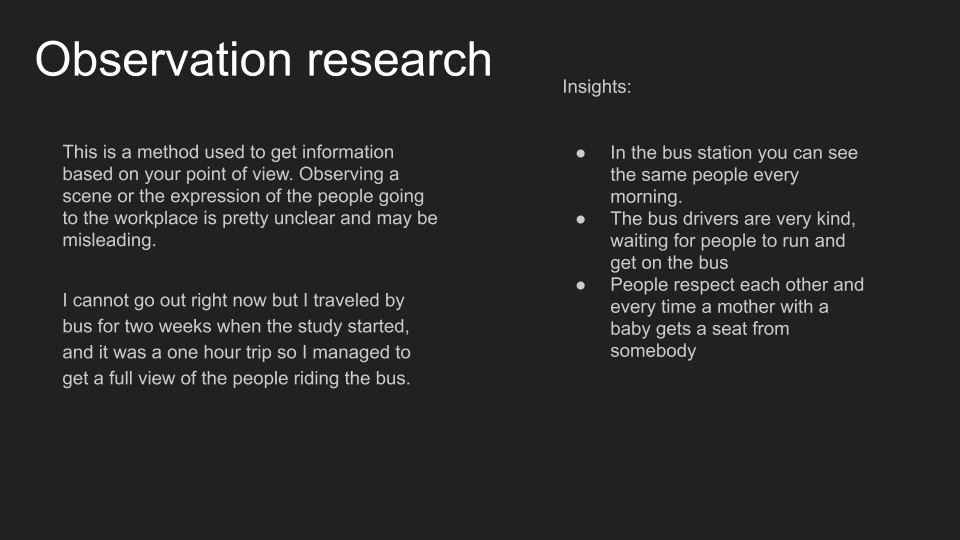 Observation research
This is a method used to get information
based on your point of view. Observing a
scene or the expression of the people going
to the workplace is pretty unclear and may be
misleading.
I cannot go out right now but I traveled by
bus for two weeks when the study started,
and it was a one hour trip so I managed to
get a full view of the people riding the bus.
Insights:
● In the bus station you can see
the same people every
morning.
● The bus drivers are very kind,
waiting for people to run and
get on the bus
● People respect each other and
every time a mother with a
baby gets a seat from
somebody